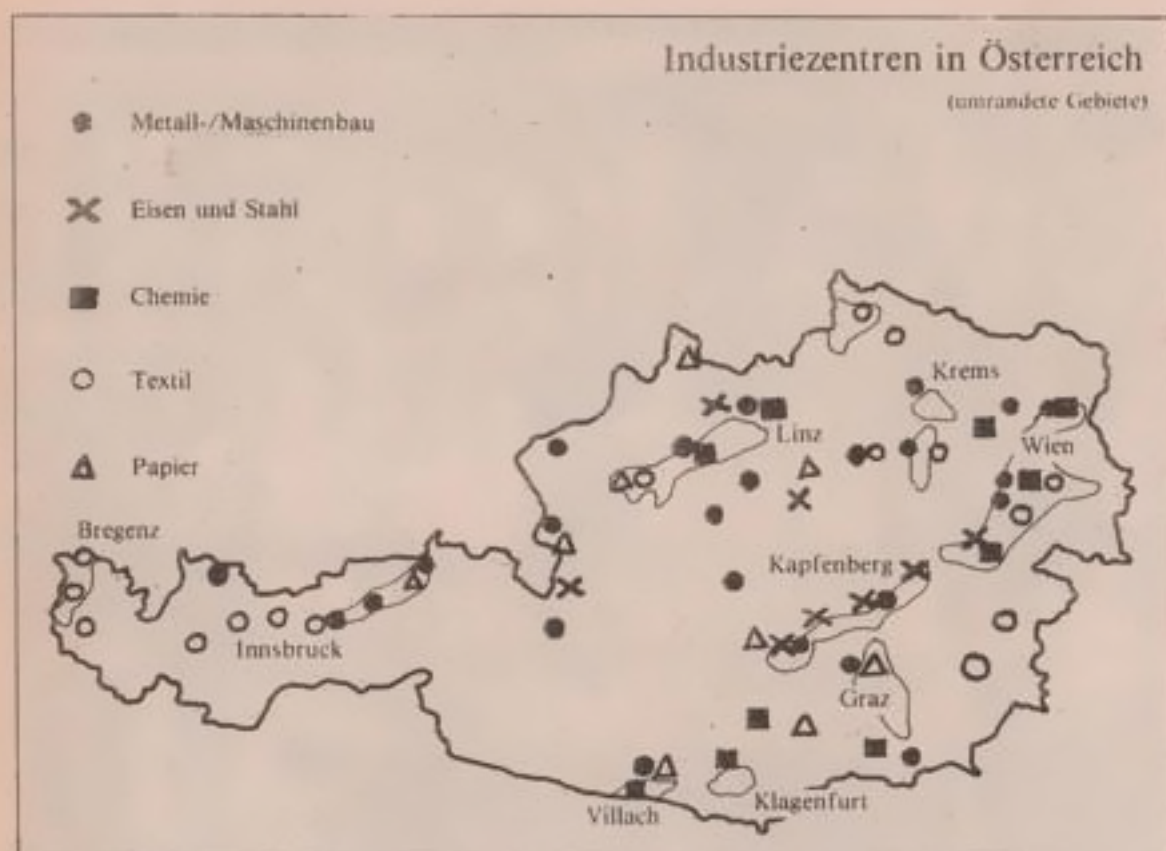 Industriezentren in Österreich
(umrandete Gebiete)
Metall-/Maschinenbau
Eisen und Stahl
Chemie
Textil
Papier
Krems
Linz
Wien
Bregenz
Kapfenberg
Innsbruck
Graz
Villach
Klagenfurt